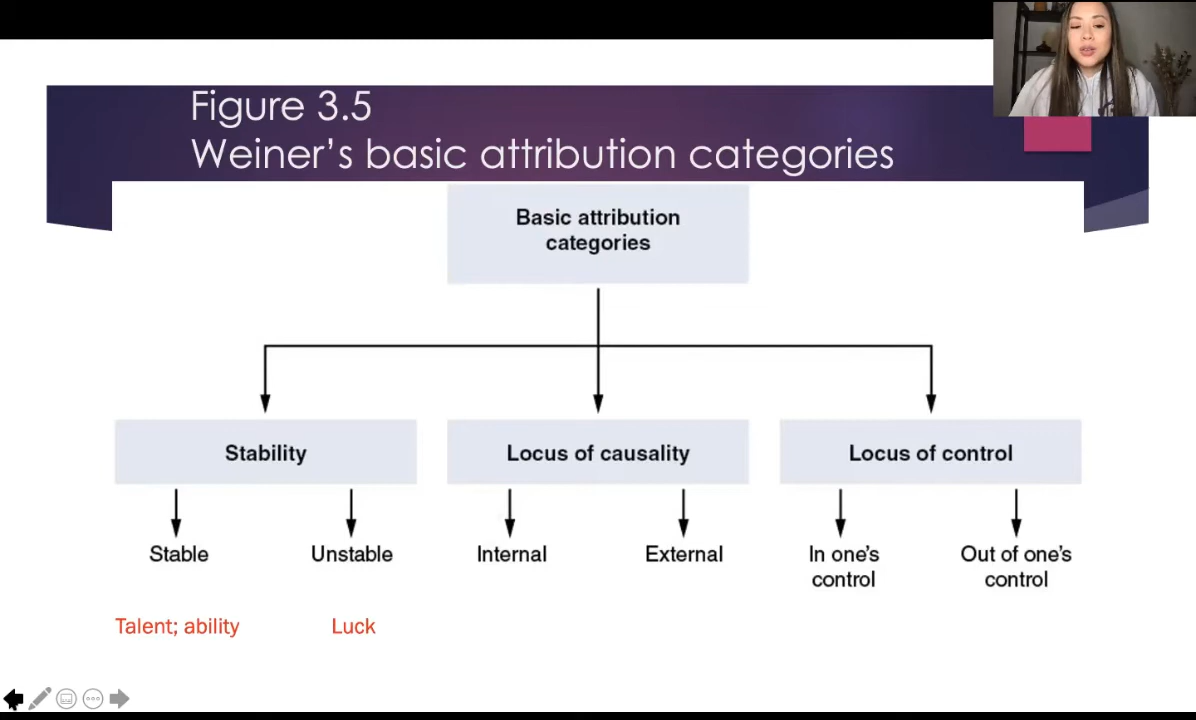 Figure 3.5
Weiner's basic attribution categories
Basic attribution
categories
Stability
Locus of causality
Locus of control
Stable
Unstable
Internal
External
In one's
control
Out of one's
control
Talent; ability
Luck